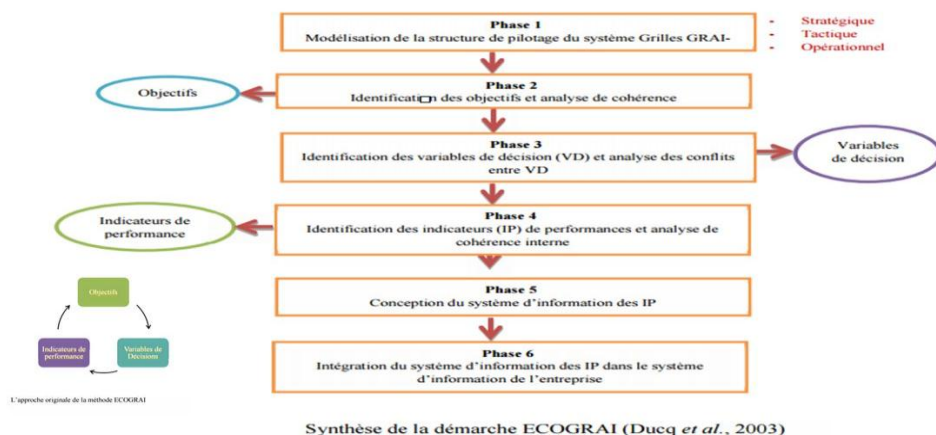 Phase 1
Modélisation de la structure de pilotage du système Grilles GRAI-
- Stratégique
- Tactique
- Opérationnel
Objectifs
Phase 2
Identification des objectifs et analyse de cohérence
Phase 3
Identification des variables de décision (VD) et analyse des conflits
entre VD
Variables
de décision
Indicateurs de
performance
Phase 4
Identification des indicateurs (IP) de performances et analyse de
cohérence interne
Phase 5
Conception du système d'information des IP
Phase 6
Intégration du système d'information des IP dans le système
d'information de l'entreprise
Objectifs
Indicateurs de
performance
Variables de
Décisions
L'approche originale de la méthode ECOGRAI
Synthèse de la démarche ECOGRAI (Ducq et al., 2003)